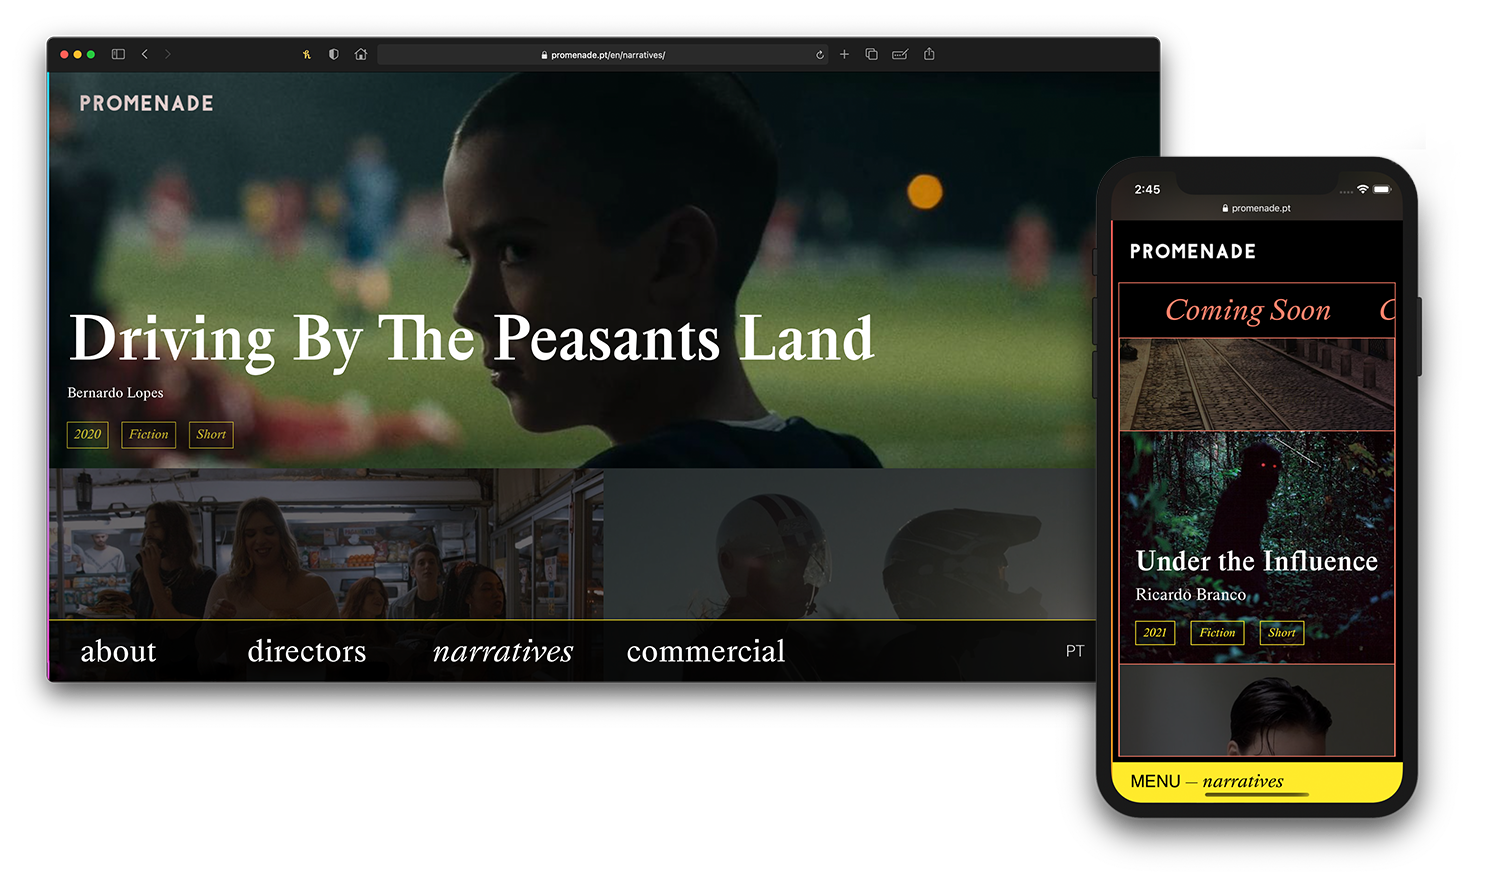 promenade.pt/en/narratives/
PROMENADE
Driving By The Peasants Land
Bernardo Lopes
2020 Fiction Short
about directors narratives commercial PT
2:45
promenade.pt
PROMENADE
Coming Soon C
Under the Influence
Ricardo Branco
2021 Fiction Short
MENU — narratives